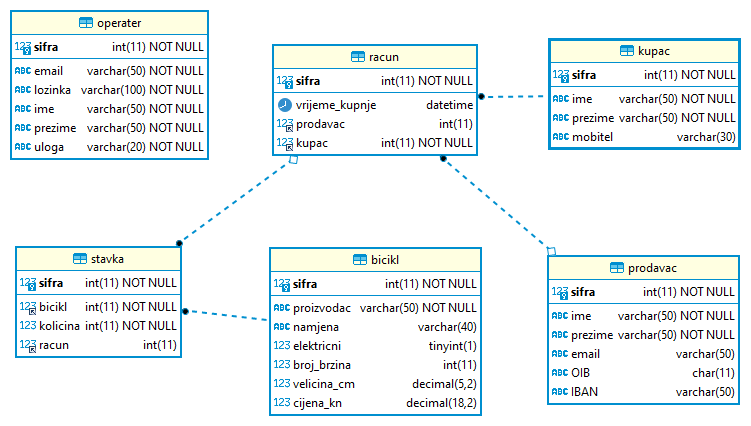 operater
123 sifra int(11) NOT NULL
ABC email varchar(50) NOT NULL
ABC lozinka varchar(100) NOT NULL
ABC ime varchar(50) NOT NULL
ABC prezime varchar(50) NOT NULL
ABC uloga varchar(20) NOT NULL
racun
123 sifra int(11) NOT NULL
vrijeme_kupnje datetime
123 prodavac int(11)
123 kupac int(11) NOT NULL
kupac
123 sifra int(11) NOT NULL
ABC ime varchar(50) NOT NULL
ABC prezime varchar(50) NOT NULL
ABC mobitel varchar(30)
stavka
123 sifra int(11) NOT NULL
123 bicikl int(11) NOT NULL
123 kolicina int(11) NOT NULL
123 racun int(11)
bicikl
123 sifra int(11) NOT NULL
ABC proizvodac varchar(50) NOT NULL
ABC namjena varchar(40)
123 elektricni tinyint(1)
123 broj_brzina int(11)
123 velicina_cm decimal(5,2)
123 cijena_kn decimal(18,2)
prodavac
123 sifra int(11) NOT NULL
ABC ime varchar(50) NOT NULL
ABC prezime varchar(50) NOT NULL
ABC email varchar(50)
ABC OIB char(11)
ABC IBAN varchar(50)